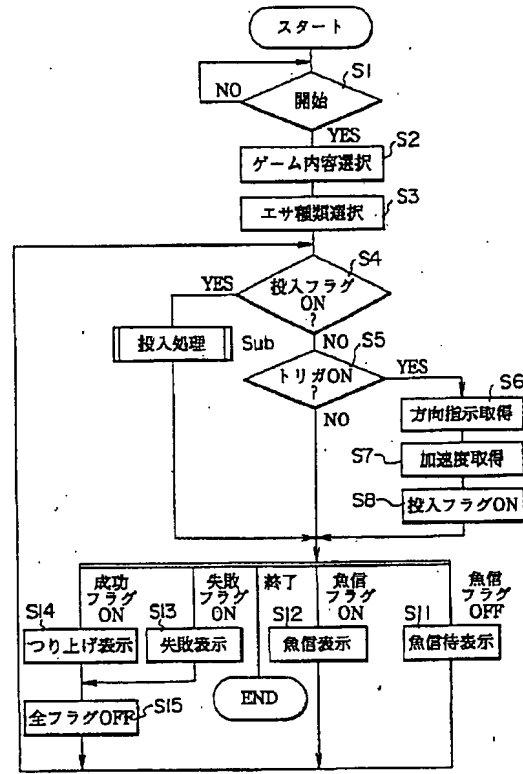 スタート
S1
NO
開始
YES
S2
ゲーム内容選択
S3
エサ種類選択
S4
YES
投入フラグ
ON
?
投入処理
Sub
NO
S5
トリガON
?
YES
NO
S6
方向指示取得
S7
加速度取得
S8
投入フラグON
成功
フラグ
ON
失敗
フラグ
ON
終了
魚信
フラグ
ON
魚信
フラグ
OFF
S14
つり上げ表示
S13
失敗表示
S12
魚信表示
S11
魚信待表示
END
全フラグOFF
S15